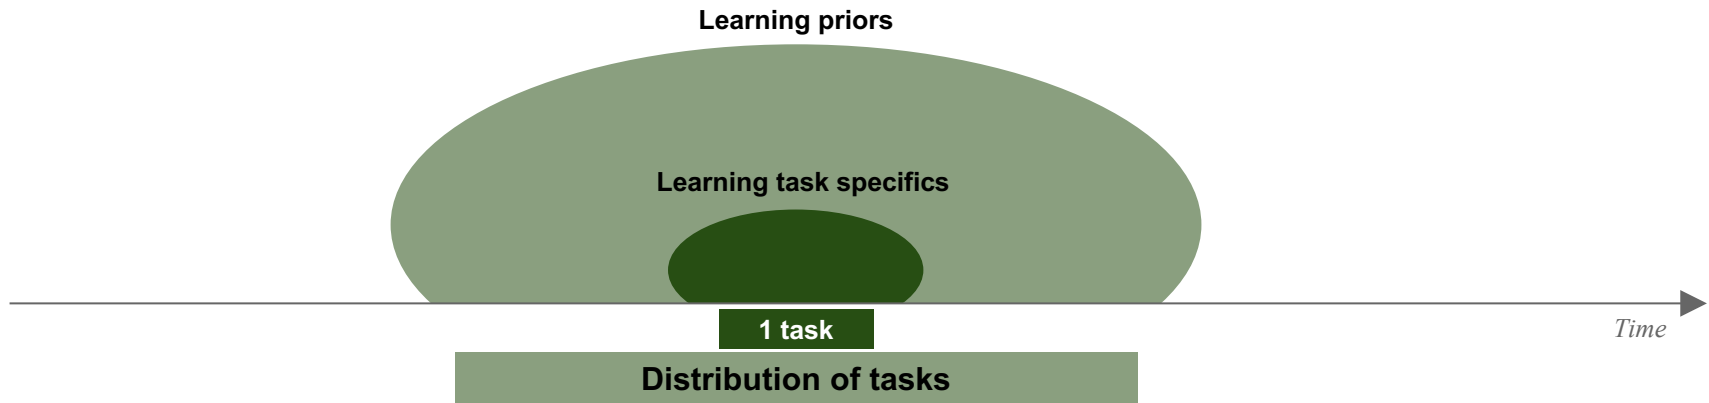 Learning priors
Learning task specifics
Time
1 task
Distribution of tasks